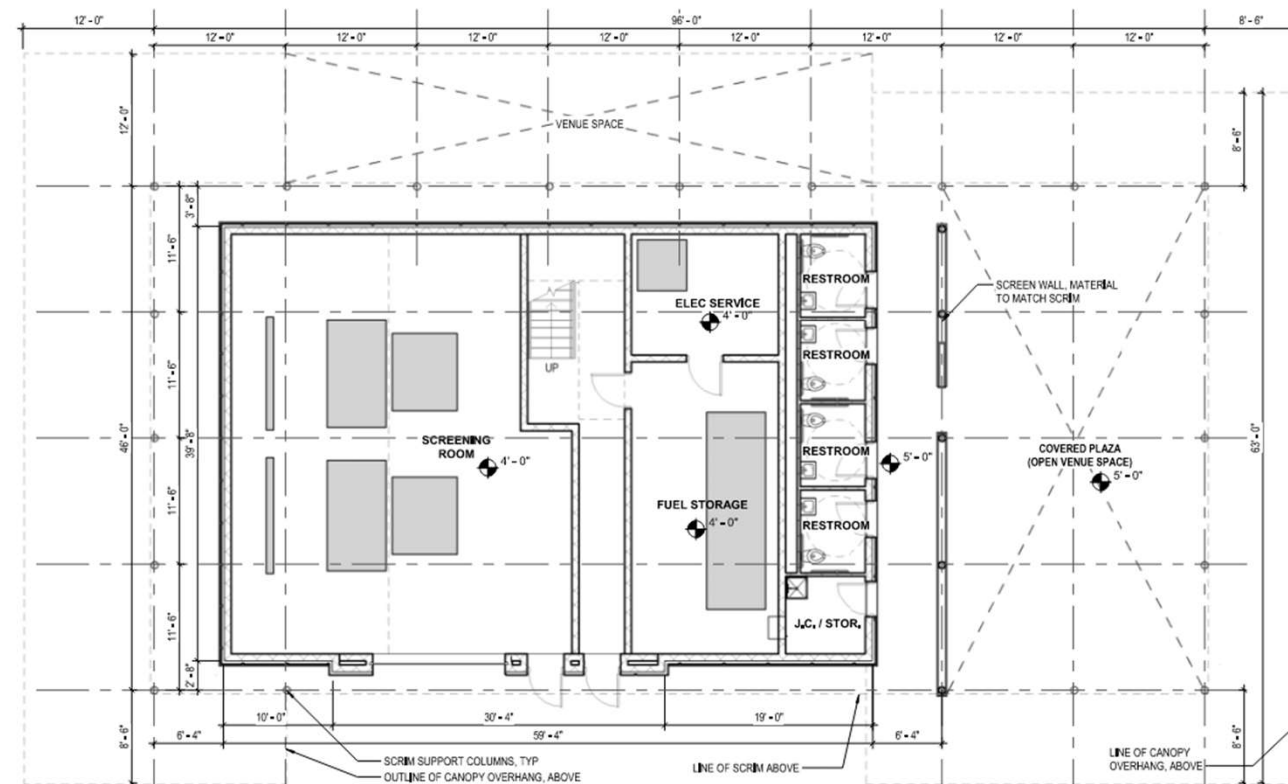 12' - 0"
96' - 0"
8' - 6"
12' - 0"
12' - 0"
12' - 0"
12' - 0"
12' - 0"
12' - 0"
12' - 0"
12' - 0"
12' - 0"
VENUE SPACE
8' - 6"
3' - 8"
11' - 6"
RESTROOM
SCREEN WALL, MATERIAL
TO MATCH SCRIM
ELEC SERVICE
4' - 0"
RESTROOM
UP
11' - 6"
SCREENING
ROOM
4' - 0"
46' - 0"
39' - 8"
RESTROOM
5' - 0"
COVERED PLAZA
(OPEN VENUE SPACE)
5' - 0"
63' - 0"
11' - 6"
FUEL STORAGE
4' - 0"
RESTROOM
11' - 6"
J.C. / STOR.
2' - 8"
10' - 0"
30' - 4"
19' - 0"
8' - 6"
6' - 4"
59' - 4"
6' - 4"
8' - 6"
SCRIM SUPPORT COLUMNS, TYP
OUTLINE OF CANOPY OVERHANG, ABOVE
LINE OF SCRIM ABOVE
LINE OF CANOPY
OVERHANG, ABOVE